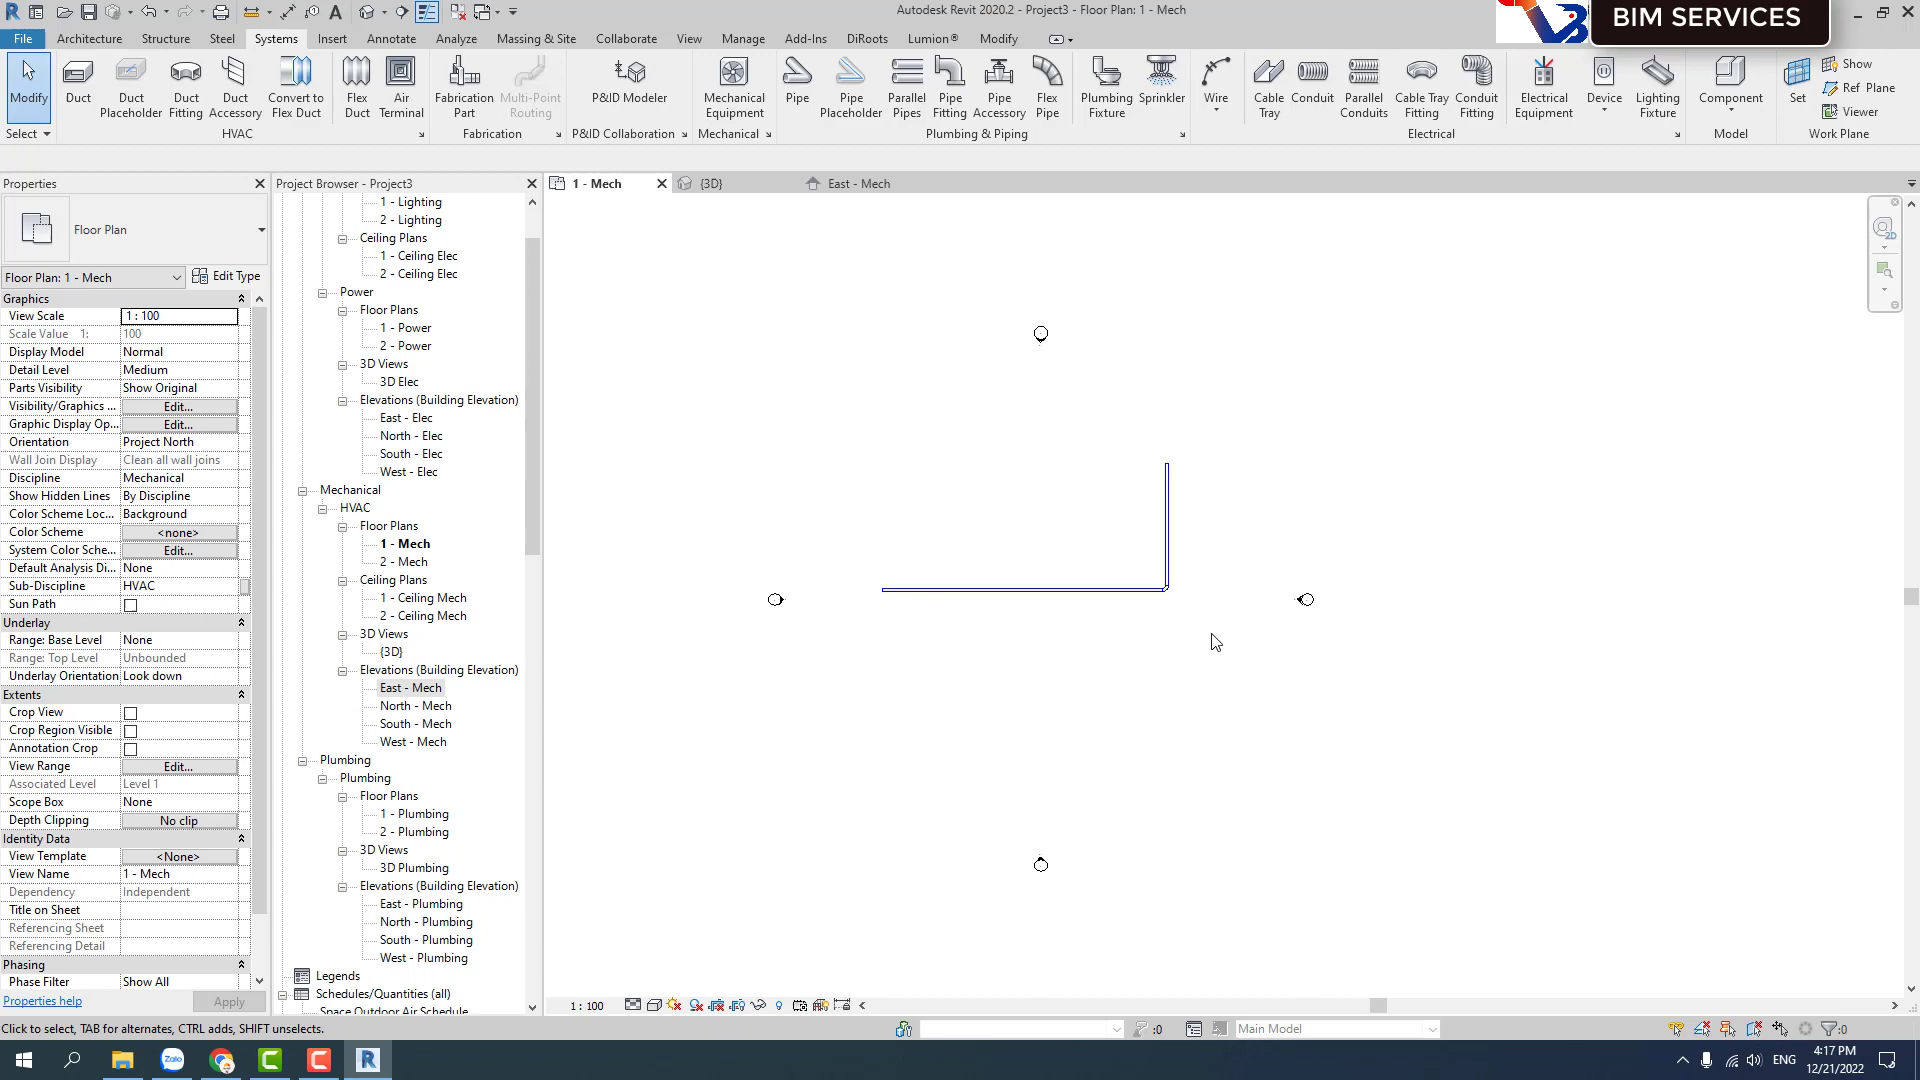 Autodesk Revit 2020.2 - Project3 - Floor Plan: 1 - Mech
BIM SERVICES
File Architecture Structure Steel Systems Insert Annotate Analyze Massing & Site Collaborate View Manage Add-Ins DiRoots Lumion® Modify
Modify
Duct
Duct Placeholder
Duct Fitting
Duct Accessory
Convert to Flex Duct
Flex Duct
Air Terminal
Fabrication Part
Multi-Point Routing
P&ID Modeler
Mechanical Equipment
Pipe
Pipe Placeholder
Parallel Pipes
Pipe Fitting
Pipe Accessory
Flex Pipe
Plumbing Fixture
Sprinkler
Wire
Cable Tray
Conduit
Parallel Conduits
Cable Tray Fitting
Conduit Fitting
Electrical Equipment
Device
Lighting Fixture
Component
Set
Show
Ref Plane
Viewer
Select HVAC Fabrication P&ID Collaboration Mechanical Plumbing & Piping Electrical Model Work Plane
Properties
Floor Plan
Floor Plan: 1 - Mech Edit Type
Graphics
View Scale 1 : 100
Scale Value 1: 100
Display Model Normal
Detail Level Medium
Parts Visibility Show Original
Visibility/Graphics ... Edit...
Graphic Display Op... Edit...
Orientation Project North
Wall Join Display Clean all wall joins
Discipline Mechanical
Show Hidden Lines By Discipline
Color Scheme Loc... Background
Color Scheme <none>
System Color Sche... Edit...
Default Analysis Di... None
Sub-Discipline HVAC
Sun Path
Underlay
Range: Base Level None
Range: Top Level Unbounded
Underlay Orientation Look down
Extents
Crop View
Crop Region Visible
Annotation Crop
View Range Edit...
Associated Level Level 1
Scope Box None
Depth Clipping No clip
Identity Data
View Template <None>
View Name 1 - Mech
Dependency Independent
Title on Sheet
Referencing Sheet
Referencing Detail
Phasing
Phase Filter Show All
Properties help Apply
Project Browser - Project3
1 - Lighting
2 - Lighting
Ceiling Plans
1 - Ceiling Elec
2 - Ceiling Elec
Power
Floor Plans
1 - Power
2 - Power
3D Views
3D Elec
Elevations (Building Elevation)
East - Elec
North - Elec
South - Elec
West - Elec
Mechanical
HVAC
Floor Plans
1 - Mech
2 - Mech
Ceiling Plans
1 - Ceiling Mech
2 - Ceiling Mech
3D Views
{3D}
Elevations (Building Elevation)
East - Mech
North - Mech
South - Mech
West - Mech
Plumbing
Plumbing
Floor Plans
1 - Plumbing
2 - Plumbing
3D Views
3D Plumbing
Elevations (Building Elevation)
East - Plumbing
North - Plumbing
South - Plumbing
West - Plumbing
Legends
Schedules/Quantities (all)
Space Outdoor Air Schedule
1 - Mech {3D} East - Mech
2D
1 : 100
Click to select, TAB for alternates, CTRL adds, SHIFT unselects.
:0
Main Model
:0
Zalo
R
ENG
4:17 PM
12/21/2022